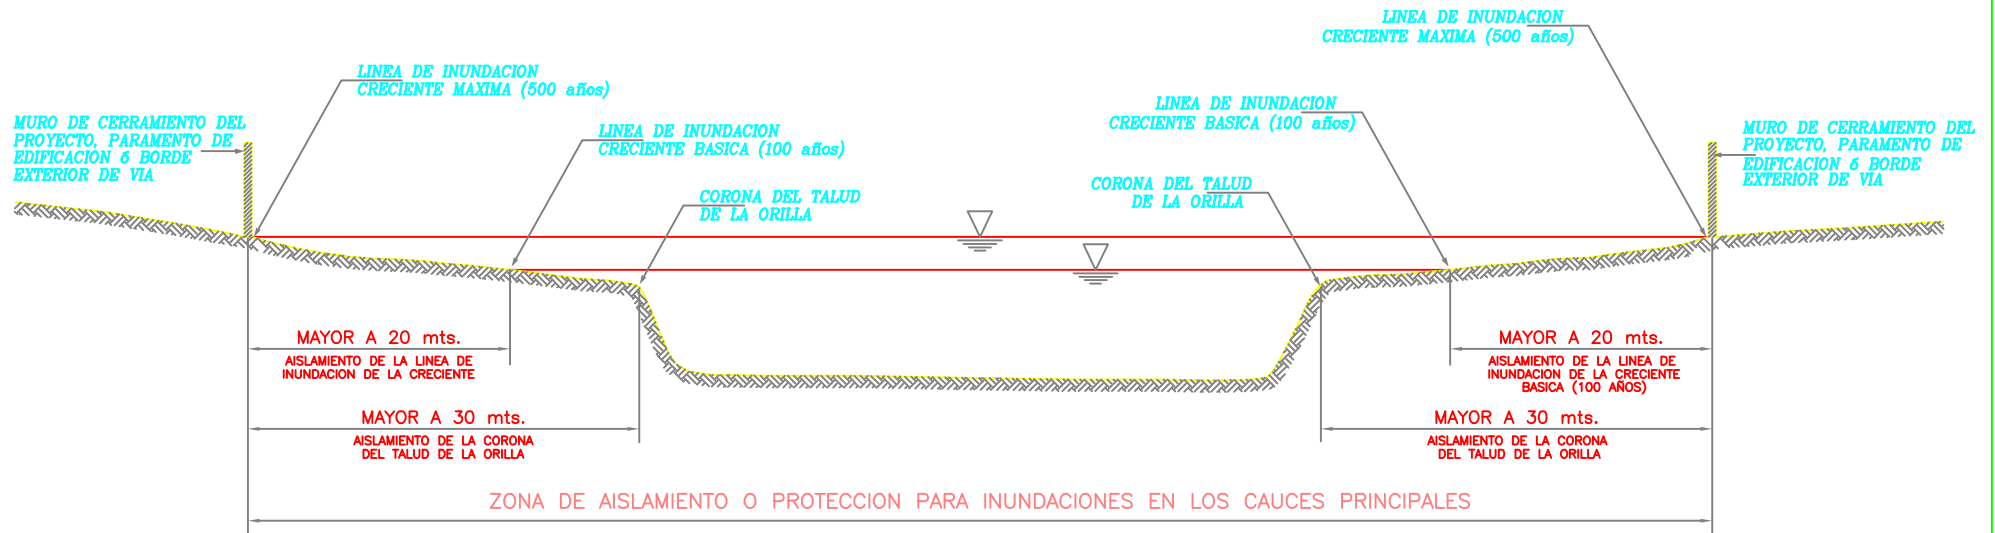 LINEA DE INUNDACION
CRECIENTE MAXIMA (500 años)
LINEA DE INUNDACION
CRECIENTE MAXIMA (500 años)
LINEA DE INUNDACION
CRECIENTE BASICA (100 años)
LINEA DE INUNDACION
CRECIENTE BASICA (100 años)
MURO DE CERRAMIENTO DEL
PROYECTO, PARAMENTO DE
EDIFICACION ó BORDE
EXTERIOR DE VIA
MURO DE CERRAMIENTO DEL
PROYECTO, PARAMENTO DE
EDIFICACION ó BORDE
EXTERIOR DE VIA
CORONA DEL TALUD
DE LA ORILLA
CORONA DEL TALUD
DE LA ORILLA
MAYOR A 20 mts.
AISLAMIENTO DE LA LINEA DE
INUNDACION DE LA CRECIENTE
MAYOR A 20 mts.
AISLAMIENTO DE LA LINEA DE
INUNDACION DE LA CRECIENTE
BASICA (100 AÑOS)
MAYOR A 30 mts.
AISLAMIENTO DE LA CORONA
DEL TALUD DE LA ORILLA
MAYOR A 30 mts.
AISLAMIENTO DE LA CORONA
DEL TALUD DE LA ORILLA
ZONA DE AISLAMIENTO O PROTECCION PARA INUNDACIONES EN LOS CAUCES PRINCIPALES